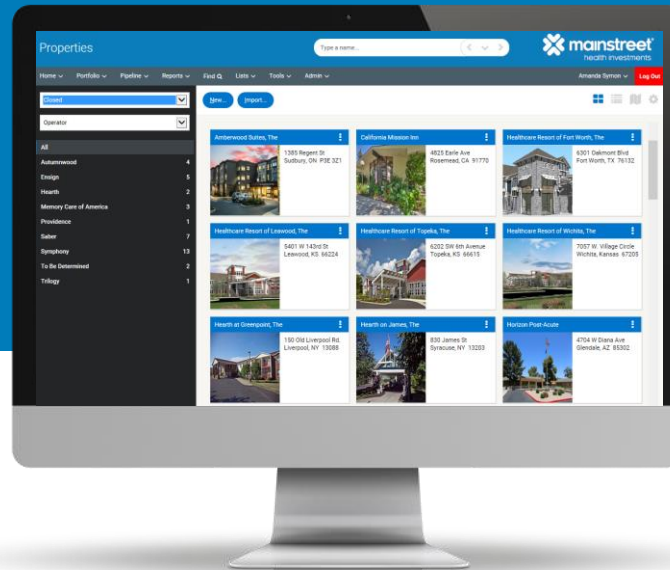 Properties
Type a name...
mainstreet
health investments
Home
Portfolio
Pipeline
Reports
Find
Lists
Tools
Admin
Amanda Symon
Log Out
Closed
Operator
New...
Import...
All
Autumnwood 4
Ensign 5
Hearth 2
Memory Care of America 3
Providence 1
Saber 7
Symphony 13
To Be Determined 2
Trilogy 1
Amberwood Suites, The
1385 Regent St
Sudbury, ON P3E 3Z1
California Mission Inn
4825 Earle Ave
Rosemead, CA 91770
Healthcare Resort of Fort Worth, The
6301 Oakmont Blvd
Fort Worth, TX 76132
Healthcare Resort of Leawood, The
5401 W 143rd St
Leawood, KS 66224
Healthcare Resort of Topeka, The
6202 SW 6th Avenue
Topeka, KS 66615
Healthcare Resort of Wichita, The
7057 W. Village Circle
Wichita, Kansas 67205
Hearth at Greenpoint, The
150 Old Liverpool Rd.
Liverpool, NY 13088
Hearth on James, The
830 James St
Syracuse, NY 13203
Horizon Post-Acute
4704 W Diana Ave
Glendale, AZ 85302